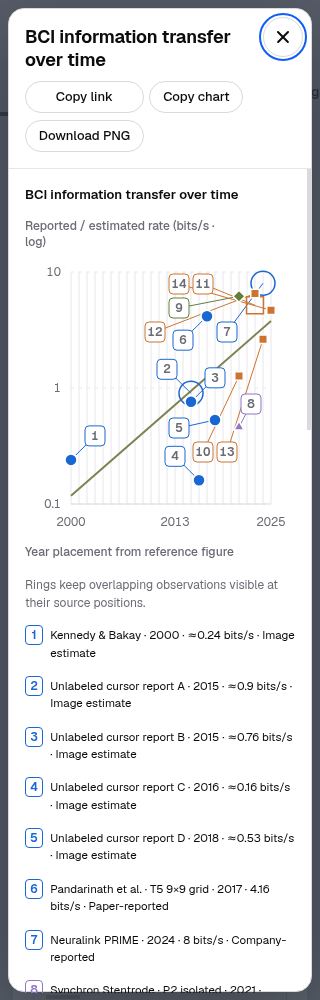 BCI information transfer
over time
Copy link
Copy chart
Download PNG
BCI information transfer over time
Reported / estimated rate (bits/s ·
log)
10
14 11
9
12
6
7
1
2
3
8
1
5
10 13
4
0.1
2000 2013 2025
Year placement from reference figure
Rings keep overlapping observations visible at
their source positions.
1 Kennedy & Bakay · 2000 · ≈0.24 bits/s · Image
estimate
2 Unlabeled cursor report A · 2015 · ≈0.9 bits/s ·
Image estimate
3 Unlabeled cursor report B · 2015 · ≈0.76 bits/s
· Image estimate
4 Unlabeled cursor report C · 2016 · ≈0.16 bits/s
· Image estimate
5 Unlabeled cursor report D · 2018 · ≈0.53 bits/s
· Image estimate
6 Pandarinath et al. · T5 9×9 grid · 2017 · 4.16
bits/s · Paper-reported
7 Neuralink PRIME · 2024 · 8 bits/s · Company-
reported
8 Synchron Stentrode · P2 isolated · 2021 ·